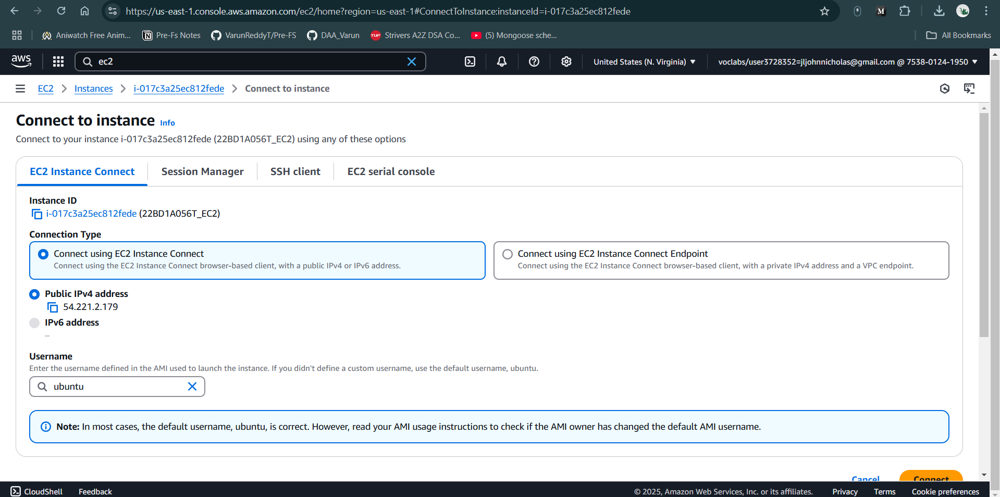 https://us-east-1.console.aws.amazon.com/ec2/home?region=us-east-1#ConnectToInstance:instanceId=i-017c3a25ec812fede
M
Aniwatch Free Anim...
Pre-Fs Notes
VarunReddyT/Pre-FS
DAA_Varun
TUF
Strivers A2Z DSA Co...
(5) Mongoose sche...
All Bookmarks
aws
ec2
United States (N. Virginia)
voclabs/user3728352=jljohnnicholas@gmail.com @ 7538-0124-1950
EC2
Instances
i-017c3a25ec812fede
Connect to instance
Connect to instance Info
Connect to your instance i-017c3a25ec812fede (22BD1A056T_EC2) using any of these options
EC2 Instance Connect
Session Manager
SSH client
EC2 serial console
Instance ID
i-017c3a25ec812fede (22BD1A056T_EC2)
Connection Type
Connect using EC2 Instance Connect
Connect using the EC2 Instance Connect browser-based client, with a public IPv4 or IPv6 address.
Connect using EC2 Instance Connect Endpoint
Connect using the EC2 Instance Connect browser-based client, with a private IPv4 address and a VPC endpoint.
Public IPv4 address
54.221.2.179
IPv6 address
–
Username
Enter the username defined in the AMI used to launch the instance. If you didn't define a custom username, use the default username, ubuntu.
ubuntu
Note: In most cases, the default username, ubuntu, is correct. However, read your AMI usage instructions to check if the AMI owner has changed the default AMI username.
Cancel
Connect
CloudShell
Feedback
© 2025, Amazon Web Services, Inc. or its affiliates.
Privacy
Terms
Cookie preferences